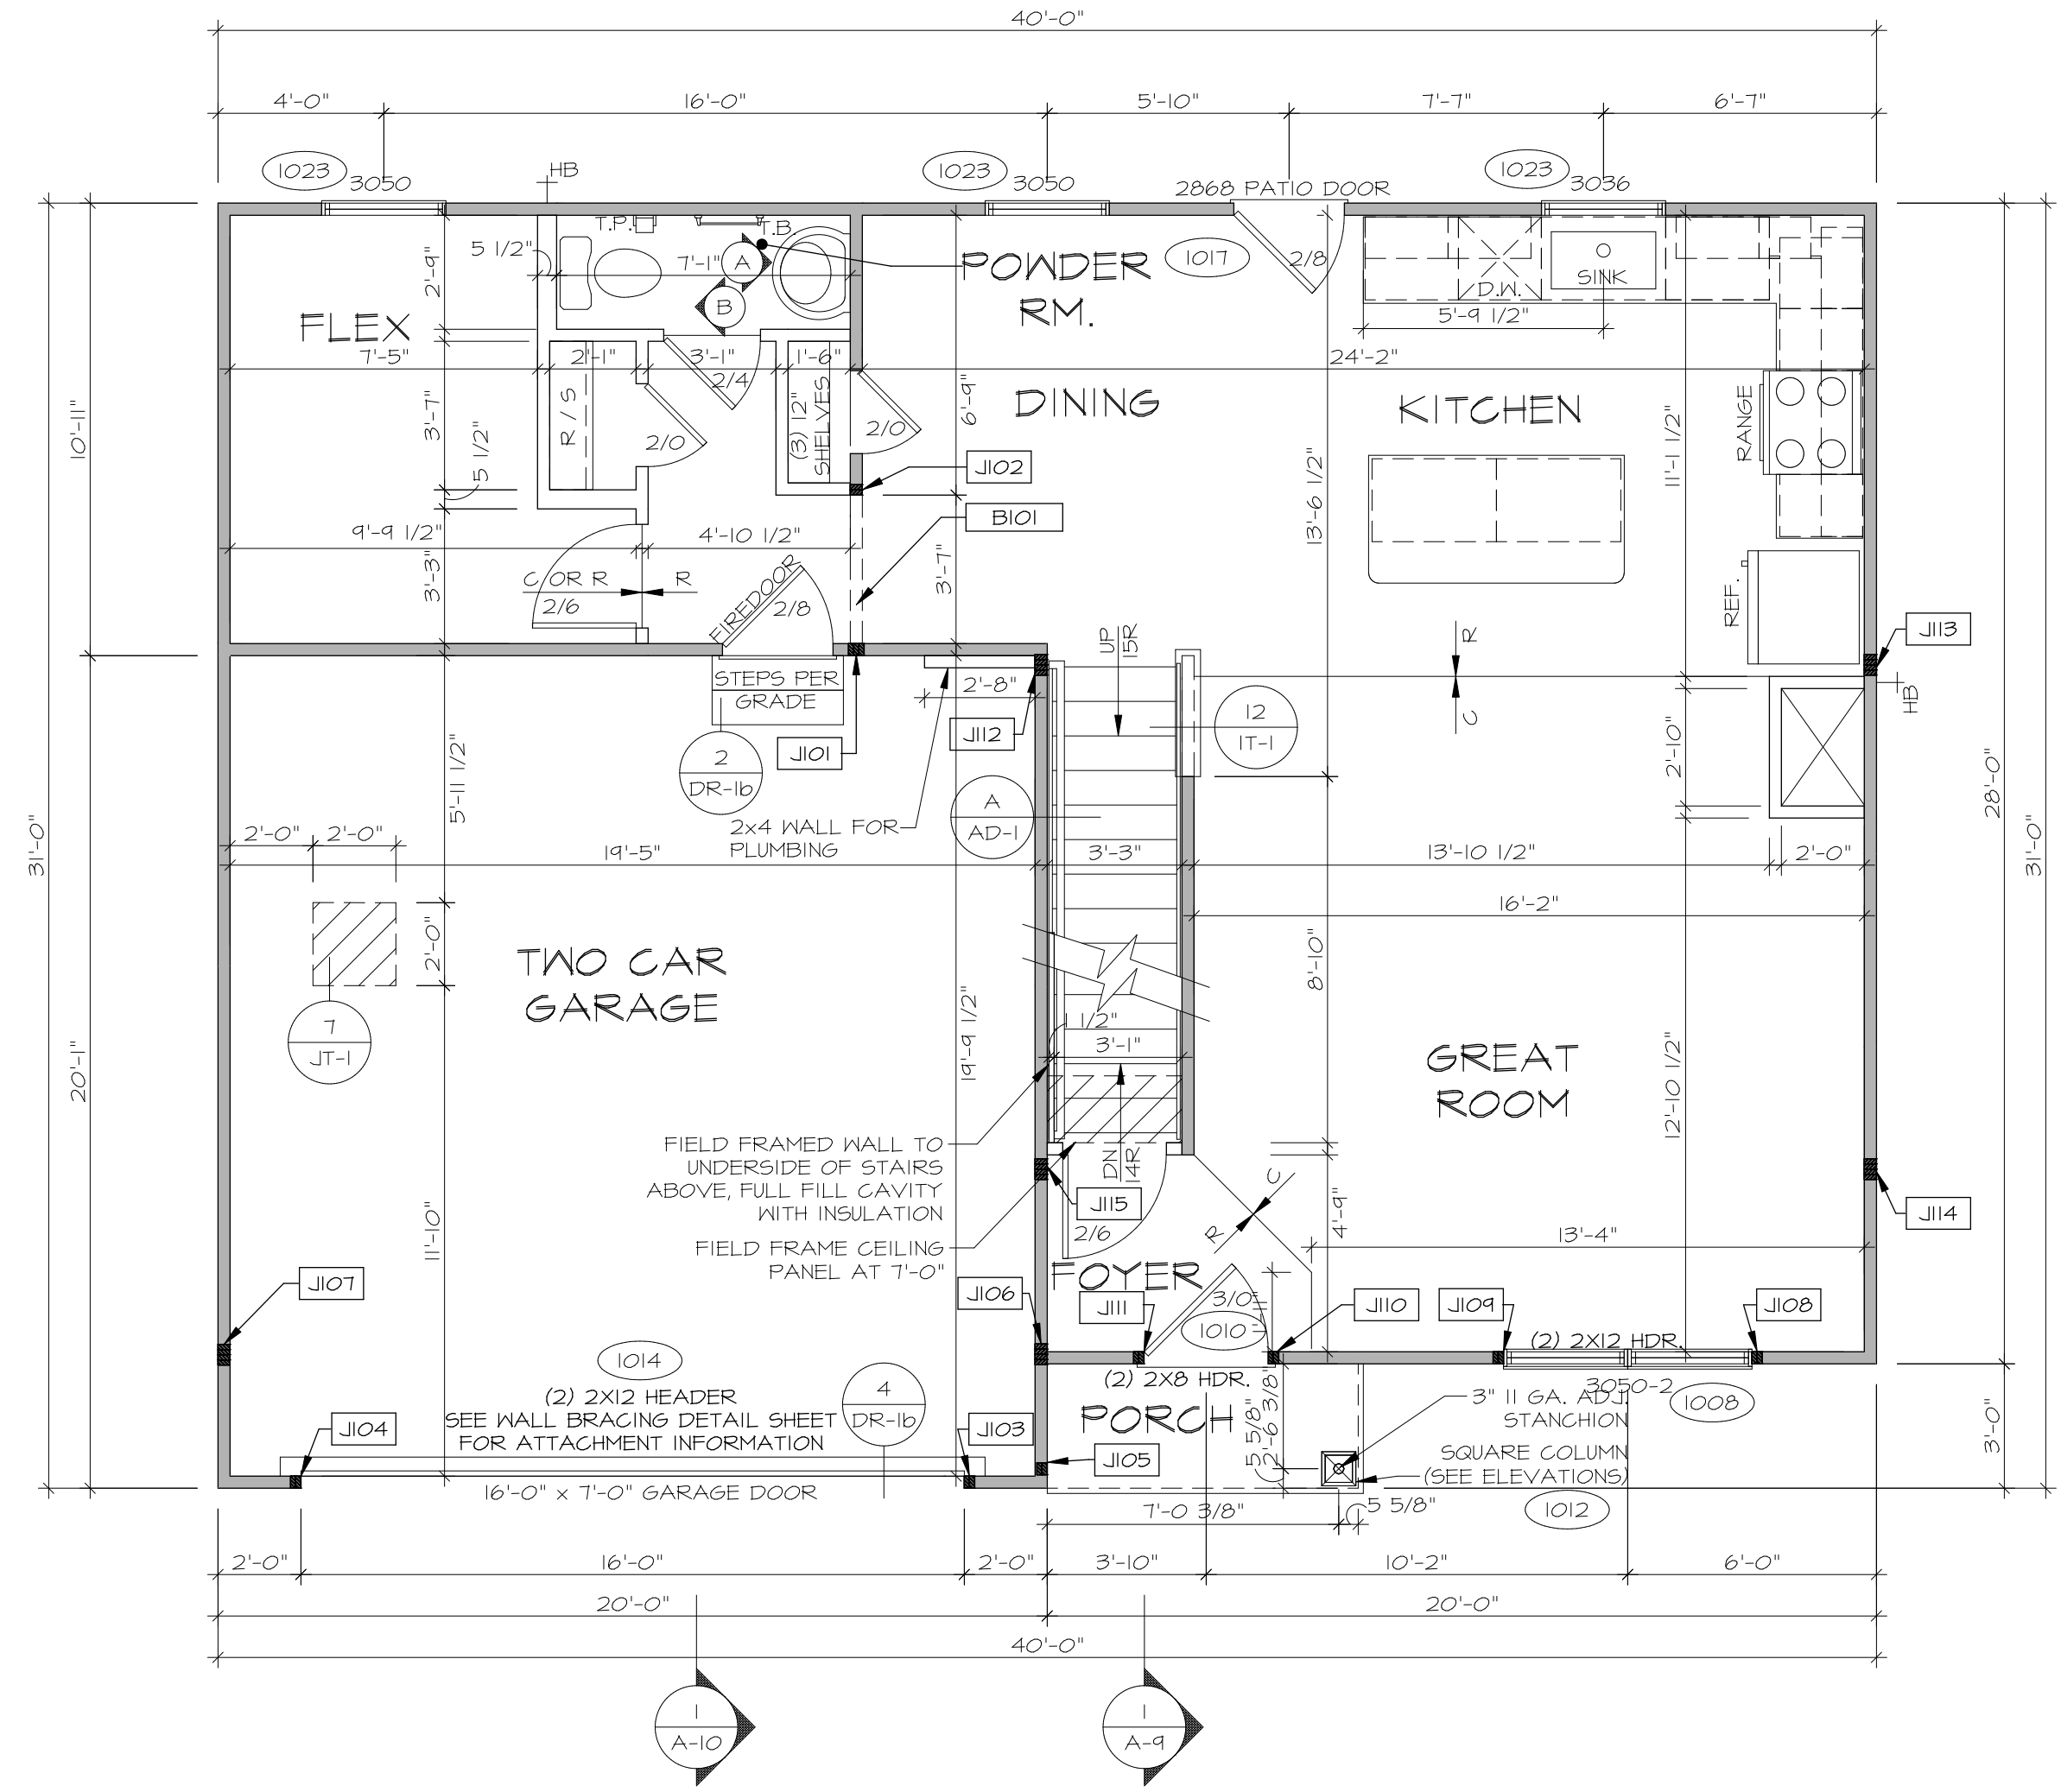 40'-0"
4'-0"
16'-0"
5'-10"
7'-7"
6'-7"
1023
3050
HB
1023
3050
2868 PATIO DOOR
1023
3036
T.P.
T.B.
5 1/2"
2'-9"
7'-1"
A
B
POWDER
RM.
1017
2/8
D.W.
SINK
5'-9 1/2"
FLEX
7'-5"
2'-1"
3'-1"
1'-6"
24'-2"
2/4
10'-11"
3'-7"
5 1/2"
R / S
2/0
(3) 12"
SHELVES
2/0
6'-9"
DINING
KITCHEN
RANGE
11'-1 1/2"
13'-6 1/2"
J102
B101
9'-9 1/2"
4'-10 1/2"
3'-3"
C OR R
R
2/6
FIREDOOR
2/8
3'-7"
REF.
UP
15R
R
C
J113
HB
STEPS PER
GRADE
2'-8"
J112
J101
2
DR-1b
12
IT-1
2'-10"
28'-0"
31'-0"
31'-0"
5'-11 1/2"
A
AD-1
2x4 WALL FOR
PLUMBING
2'-0"
2'-0"
19'-5"
3'-3"
13'-10 1/2"
2'-0"
16'-2"
2'-0"
TWO CAR
GARAGE
8'-10"
7
JT-1
20'-1"
19'-9 1/2"
1 1/2"
3'-1"
GREAT
ROOM
12'-10 1/2"
FIELD FRAMED WALL TO
UNDERSIDE OF STAIRS
ABOVE, FULL FILL CAVITY
WITH INSULATION
DN
14R
C
R
J115
2/6
4'-9"
J114
11'-10"
FIELD FRAME CEILING
PANEL AT 7'-0"
13'-4"
FOYER
J107
J106
J111
3/0
1010
J110
J109
J108
(2) 2X12 HDR.
1014
(2) 2X12 HEADER
SEE WALL BRACING DETAIL SHEET
FOR ATTACHMENT INFORMATION
4
DR-1b
(2) 2X8 HDR.
PORCH
3050-2
1008
3" 11 GA. ADJ.
STANCHION
SQUARE COLUMN
(SEE ELEVATIONS)
1012
5 5/8"
2'-6 3/8"
3'-0"
J104
J103
J105
16'-0" x 7'-0" GARAGE DOOR
7'-0 3/8"
5 5/8"
2'-0"
16'-0"
2'-0"
3'-10"
10'-2"
6'-0"
20'-0"
20'-0"
40'-0"
1
A-10
1
A-9